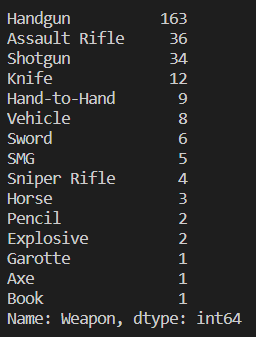 Handgun 163
Assault Rifle 36
Shotgun 34
Knife 12
Hand-to-Hand 9
Vehicle 8
Sword 6
SMG 5
Sniper Rifle 4
Horse 3
Pencil 2
Explosive 2
Garotte 1
Axe 1
Book 1
Name: Weapon, dtype: int64